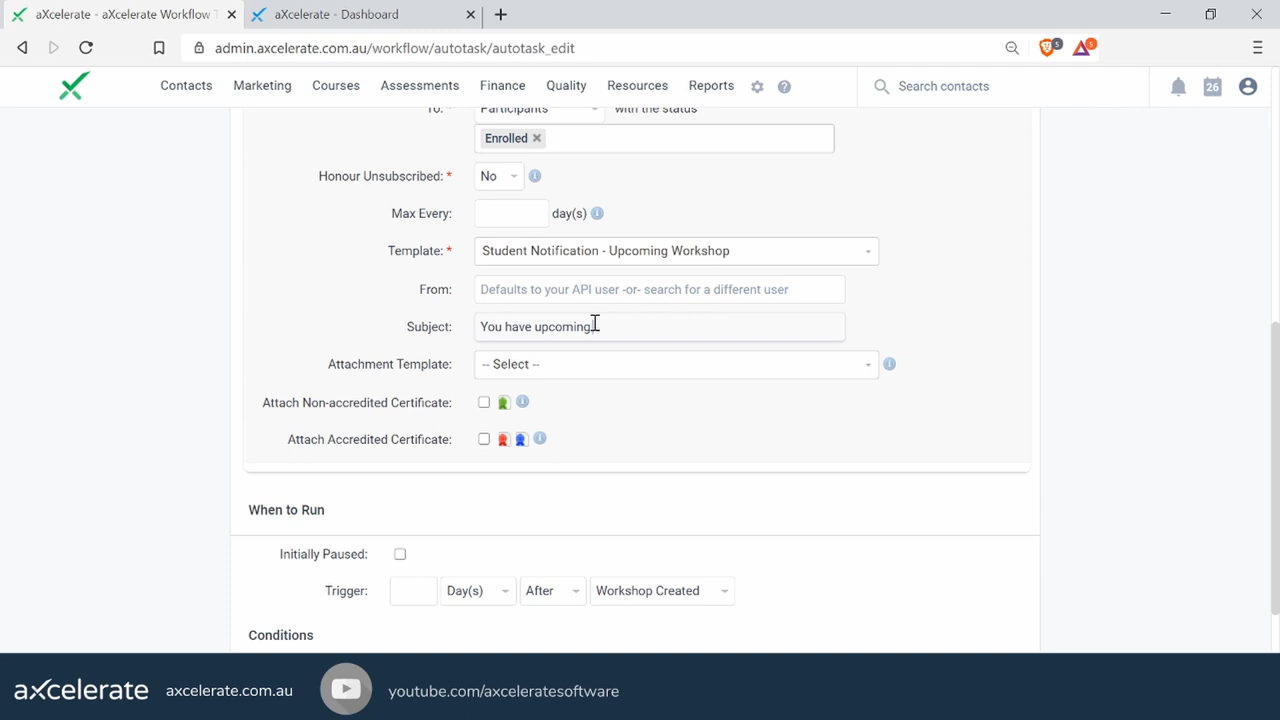 aXcelerate - aXcelerate Workflow T
aXcelerate - Dashboard
admin.axcelerate.com.au/workflow/autotask/autotask_edit
5
5
Contacts
Marketing
Courses
Assessments
Finance
Quality
Resources
Reports
Search contacts
26
To: *
Participants
with the status
Enrolled
Honour Unsubscribed: *
No
Max Every:
day(s)
Template: *
Student Notification - Upcoming Workshop
From:
Defaults to your API user -or- search for a different user
Subject:
You have upcoming
Attachment Template:
-- Select --
Attach Non-accredited Certificate:
Attach Accredited Certificate:
When to Run
Initially Paused:
Trigger:
Day(s)
After
Workshop Created
Conditions
axcelerate
axcelerate.com.au
youtube.com/axceleratesoftware